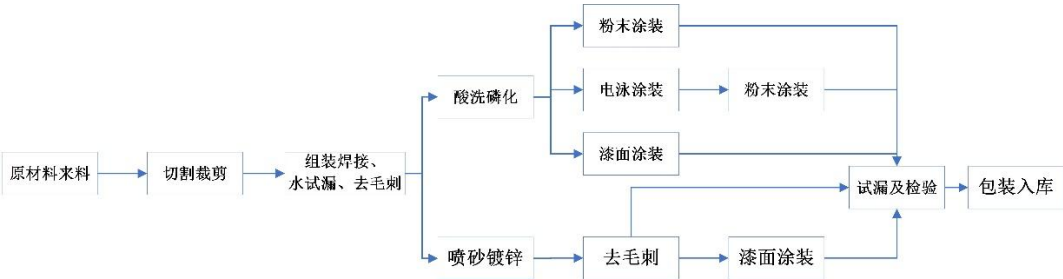 粉末涂装
酸洗磷化
电泳涂装
粉末涂装
漆面涂装
原材料来料
切割裁剪
组装焊接、
水试漏、去毛刺
试漏及检验
包装入库
喷砂镀锌
去毛刺
漆面涂装